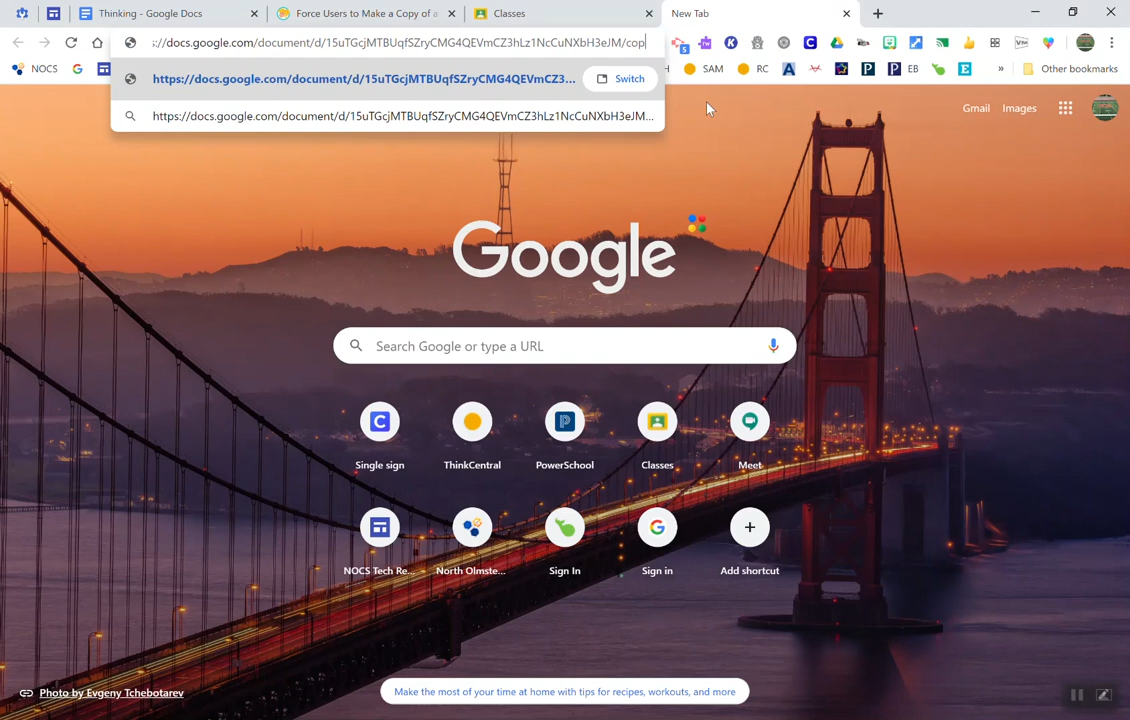 Thinking - Google Docs
Force Users to Make a Copy of a
Classes
New Tab
://docs.google.com/document/d/15uTGcjMTBUqfSZryCMG4QEVmCZ3hLz1NcCuNXbH3eJM/cop
5
NOCS
SAM
RC
EB
»
Other bookmarks
https://docs.google.com/document/d/15uTGcjMTBUqfSZryCMG4QEVmCZ3...
Switch
https://docs.google.com/document/d/15uTGcjMTBUqfSZryCMG4QEVmCZ3hLz1NcCuNXbH3eJM...
Gmail Images
Google
Search Google or type a URL
Single sign
ThinkCentral
PowerSchool
Classes
Meet
NOCS Tech Re...
North Olmste...
Sign In
Sign in
Add shortcut
Photo by Evgeny Tchebotarev
Make the most of your time at home with tips for recipes, workouts, and more